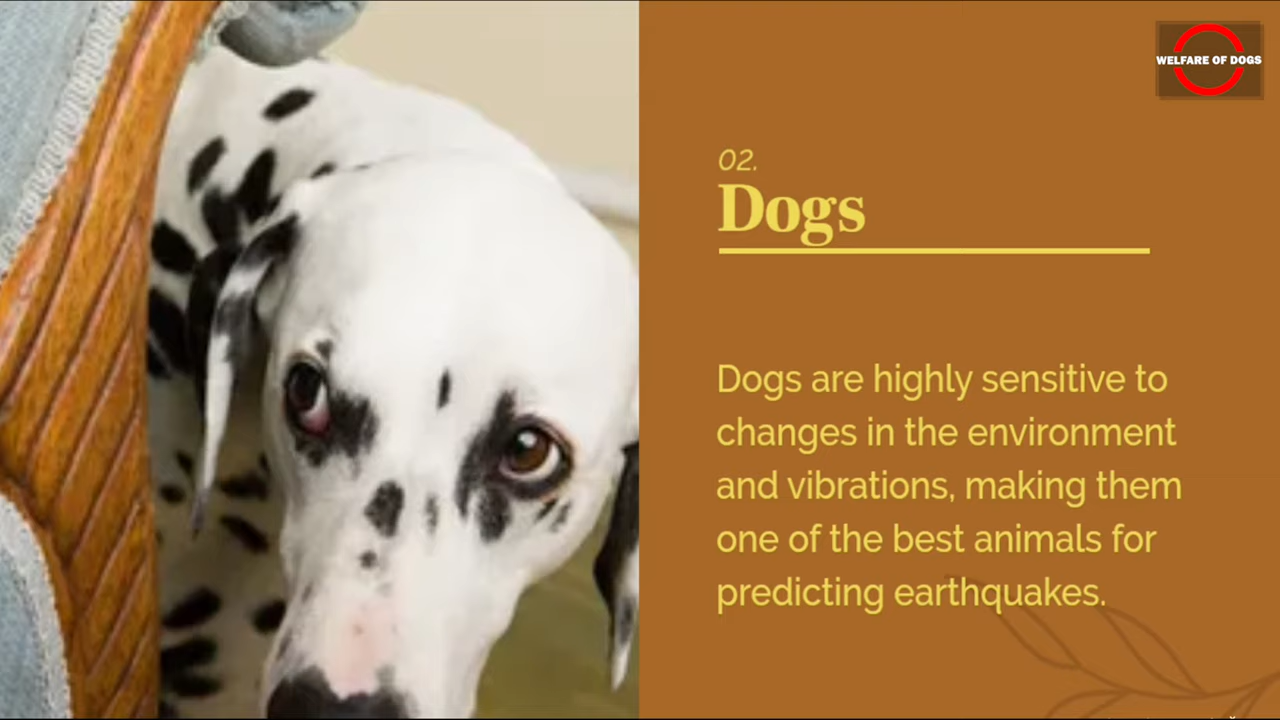 WELFARE OF DOGS
02.
Dogs
Dogs are highly sensitive to
changes in the environment
and vibrations, making them
one of the best animals for
predicting earthquakes.